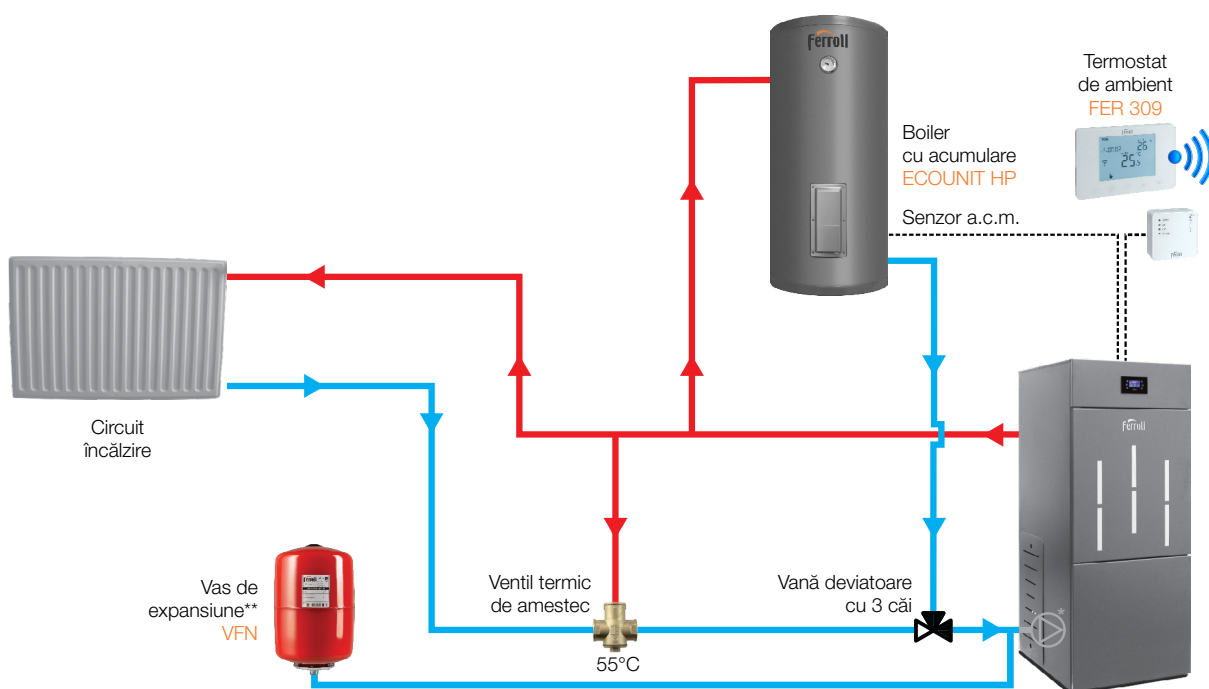 Ferroli
Termostat
de ambient
FER 309
Boiler
cu acumulare
ECOUNIT HP
Senzor a.c.m.
Circuit
încălzire
Ferroli
Vas de
expansiune**
VFN
Ventil termic
de amestec
55°C
Vană deviatoare
cu 3 căi
*